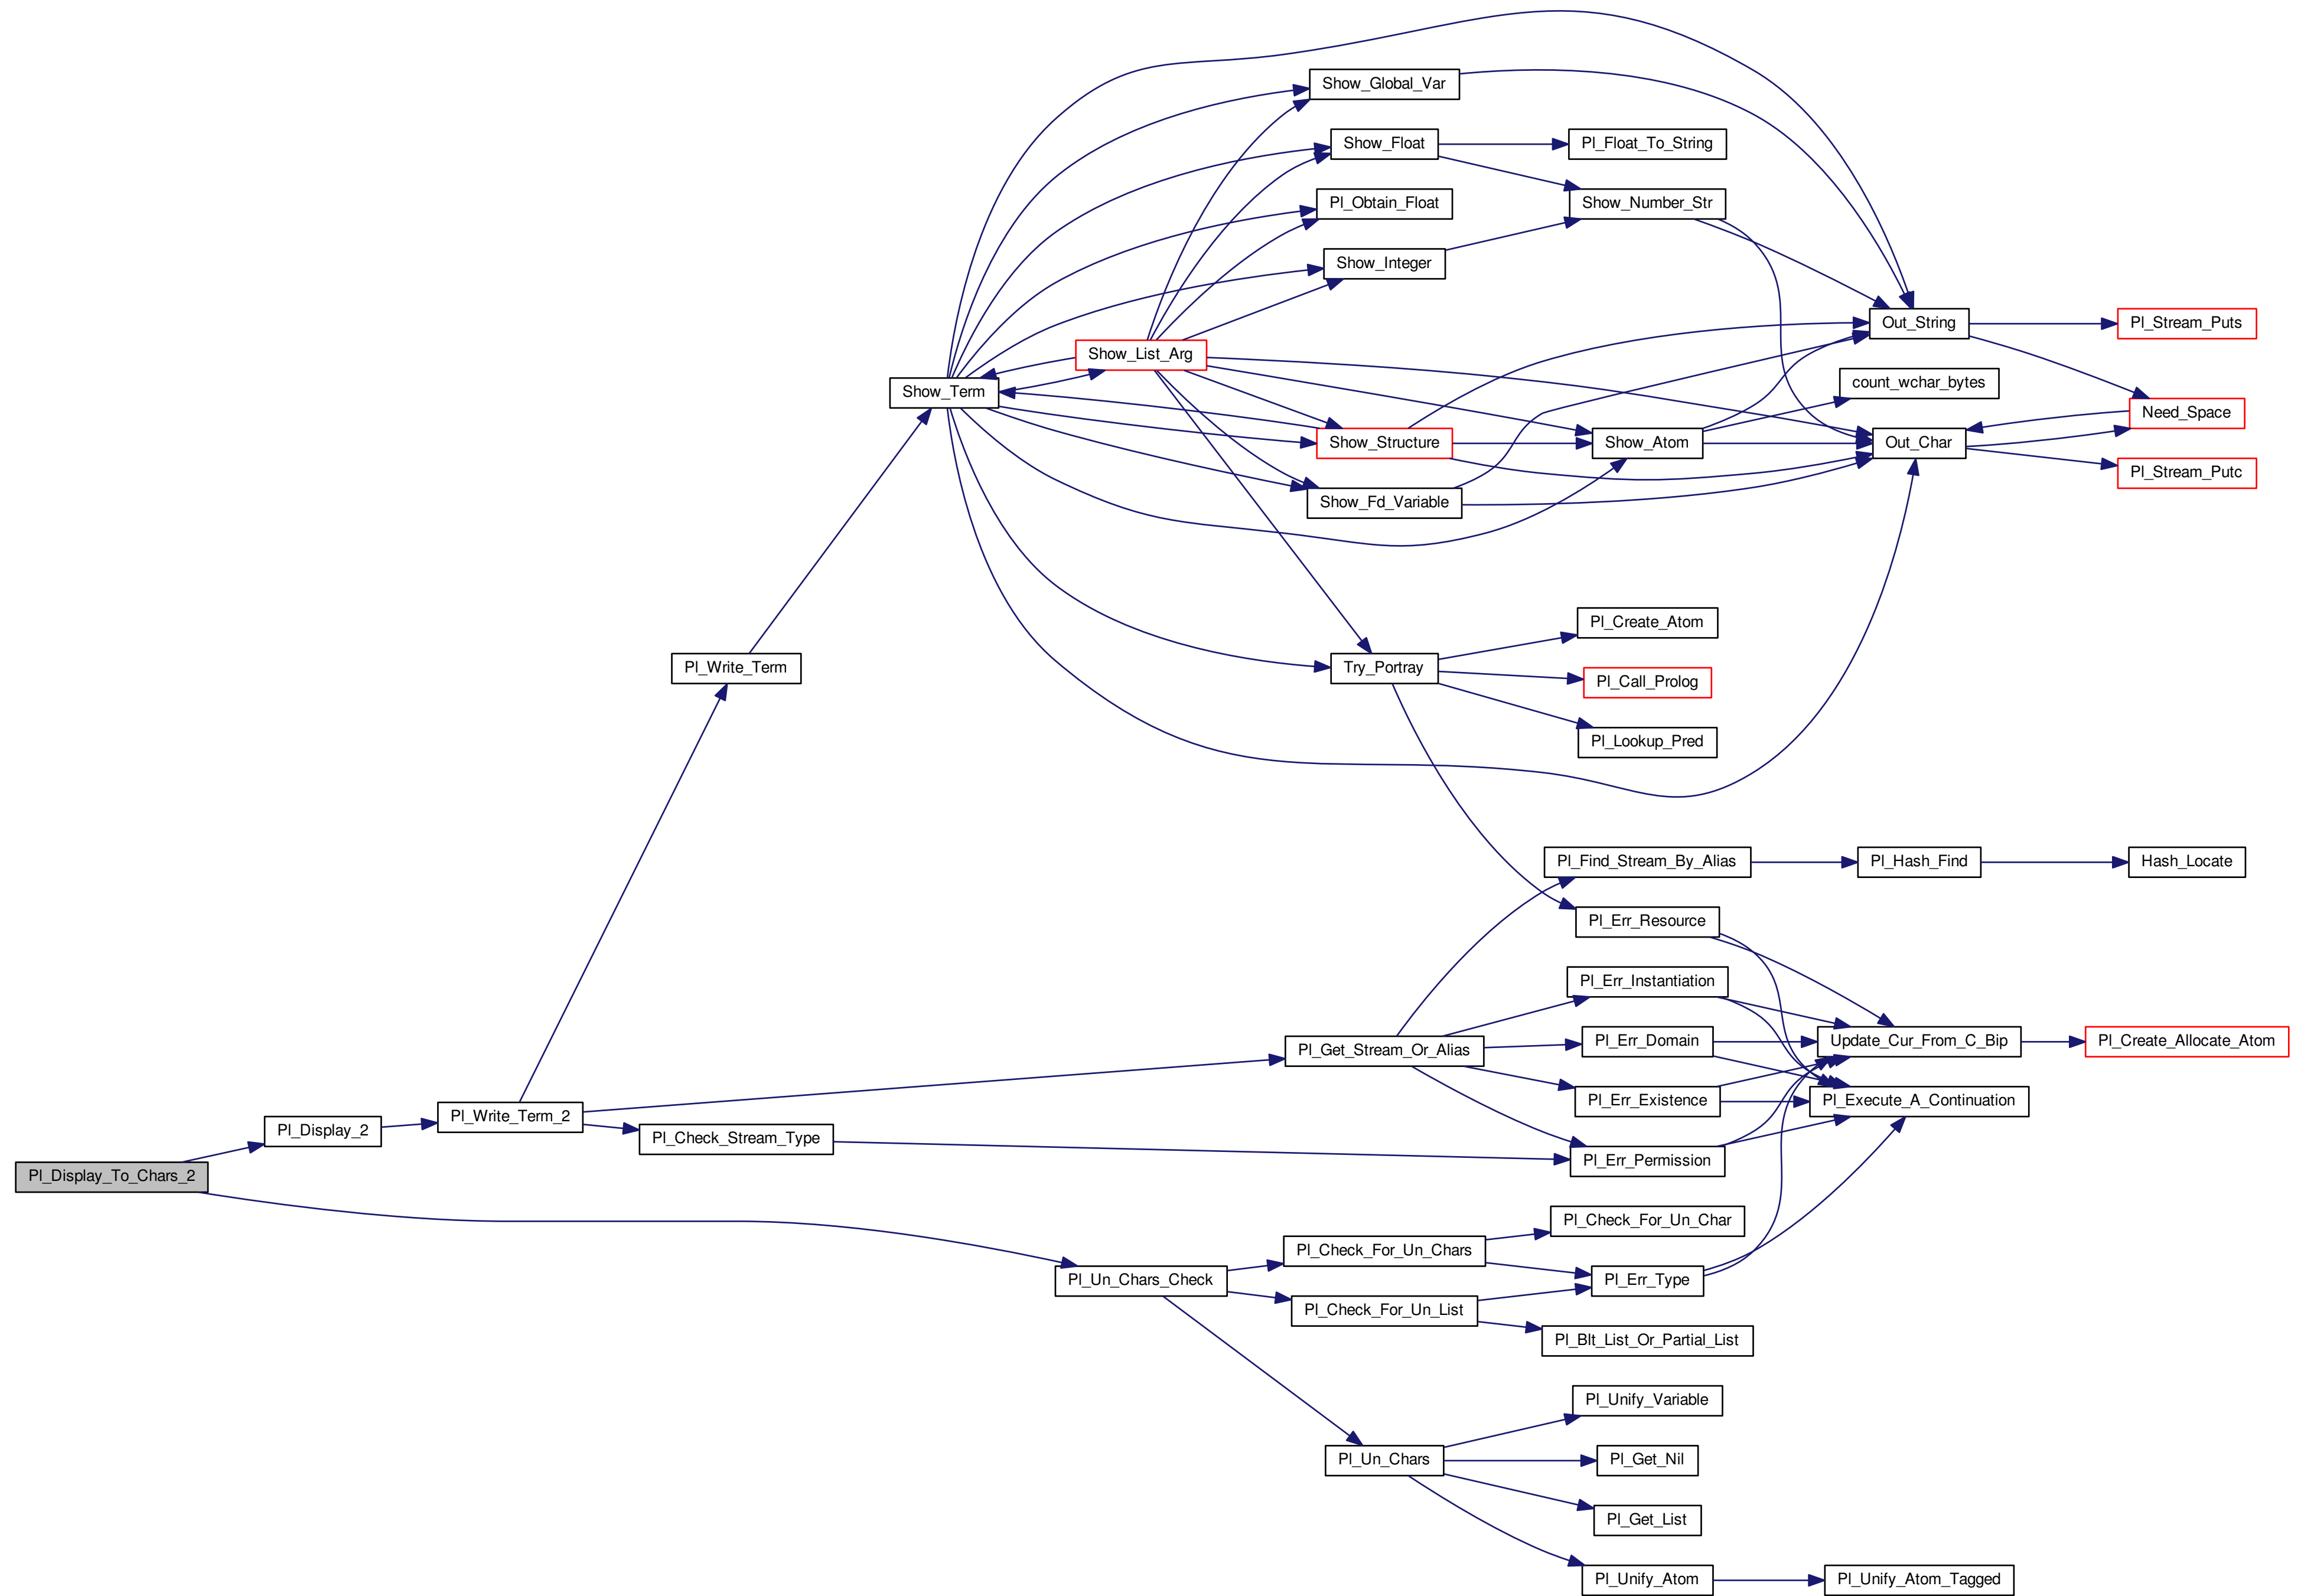 Show_Global_Var
Show_Float
Pl_Float_To_String
Pl_Obtain_Float
Show_Number_Str
Show_Integer
Out_String
Pl_Stream_Puts
Show_List_Arg
Show_Term
count_wchar_bytes
Need_Space
Show_Structure
Show_Atom
Out_Char
Pl_Stream_Putc
Show_Fd_Variable
Pl_Create_Atom
Pl_Write_Term
Try_Portray
Pl_Call_Prolog
Pl_Lookup_Pred
Pl_Find_Stream_By_Alias
Pl_Hash_Find
Hash_Locate
Pl_Err_Resource
Pl_Err_Instantiation
Pl_Get_Stream_Or_Alias
Pl_Err_Domain
Update_Cur_From_C_Bip
Pl_Create_Allocate_Atom
Pl_Err_Existence
Pl_Execute_A_Continuation
Pl_Write_Term_2
Pl_Display_2
Pl_Check_Stream_Type
Pl_Err_Permission
Pl_Display_To_Chars_2
Pl_Check_For_Un_Char
Pl_Check_For_Un_Chars
Pl_Un_Chars_Check
Pl_Err_Type
Pl_Check_For_Un_List
Pl_Blt_List_Or_Partial_List
Pl_Unify_Variable
Pl_Un_Chars
Pl_Get_Nil
Pl_Get_List
Pl_Unify_Atom
Pl_Unify_Atom_Tagged